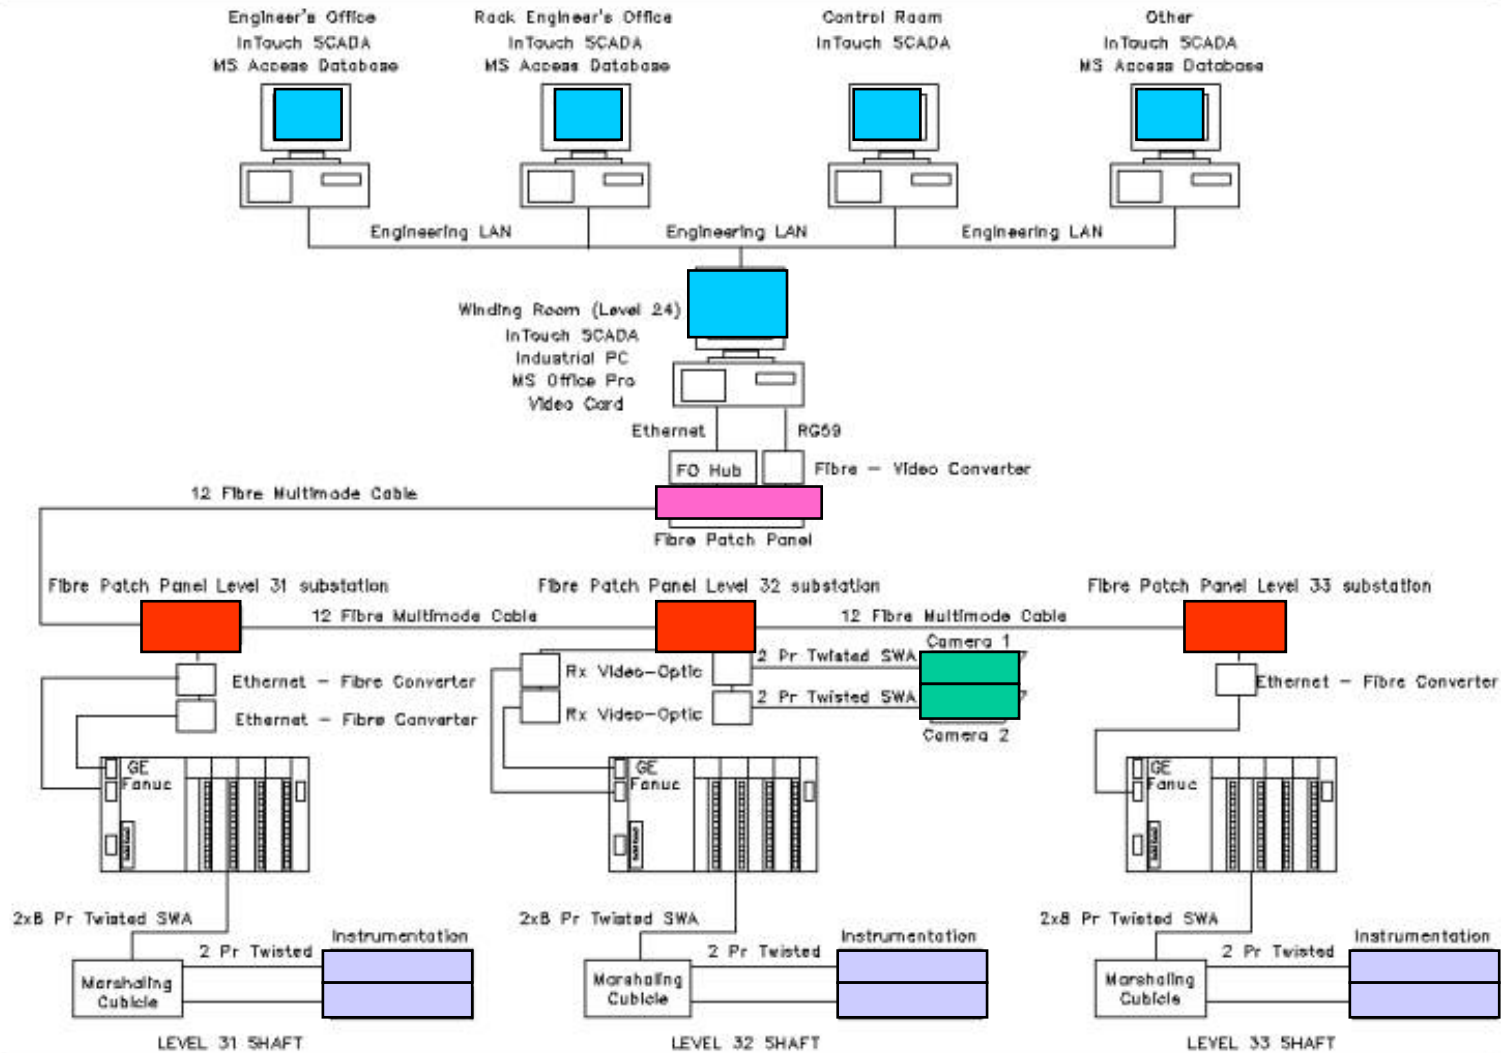 Engineer's Office
InTouch SCADA
MS Access Database
Rock Engineer's Office
InTouch SCADA
MS Access Database
Control Room
InTouch SCADA
Other
InTouch SCADA
MS Access Database
Engineering LAN
Engineering LAN
Engineering LAN
Winding Room (Level 24)
InTouch SCADA
Industrial PC
MS Office Pro
Video Card
Ethernet
RG59
FO Hub
Fibre - Video Converter
12 Fibre Multimode Cable
Fibre Patch Panel
Fibre Patch Panel Level 31 substation
Fibre Patch Panel Level 32 substation
Fibre Patch Panel Level 33 substation
12 Fibre Multimode Cable
12 Fibre Multimode Cable
Camera 1
Ethernet - Fibre Converter
Ethernet - Fibre Converter
Rx Video-Optic
2 Pr Twisted SWA
Rx Video-Optic
2 Pr Twisted SWA
Camera 2
Ethernet - Fibre Converter
GE
Fanuc
GE
Fanuc
GE
Fanuc
2x8 Pr Twisted SWA
2x8 Pr Twisted SWA
2x8 Pr Twisted SWA
Instrumentation
2 Pr Twisted
Marshaling
Cubicle
Instrumentation
2 Pr Twisted
Marshaling
Cubicle
Instrumentation
2 Pr Twisted
Marshaling
Cubicle
LEVEL 31 SHAFT
LEVEL 32 SHAFT
LEVEL 33 SHAFT